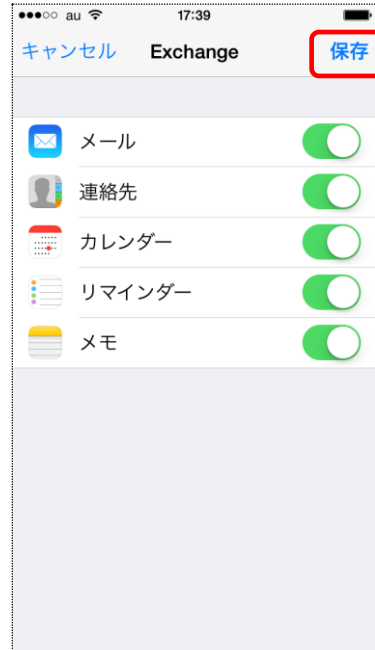 au 17:39
キャンセル Exchange 保存
メール
連絡先
カレンダー
リマインダー
メモ